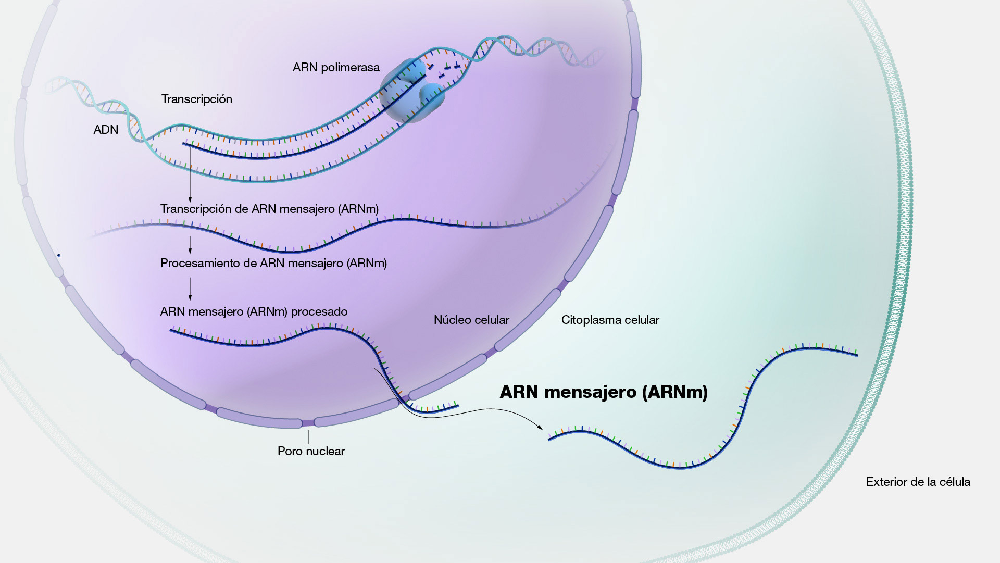 ARN polimerasa
Transcripción
ADN
Transcripción de ARN mensajero (ARNm)
Procesamiento de ARN mensajero (ARNm)
ARN mensajero (ARNm) procesado
Núcleo celular
Citoplasma celular
ARN mensajero (ARNm)
Poro nuclear
Exterior de la célula